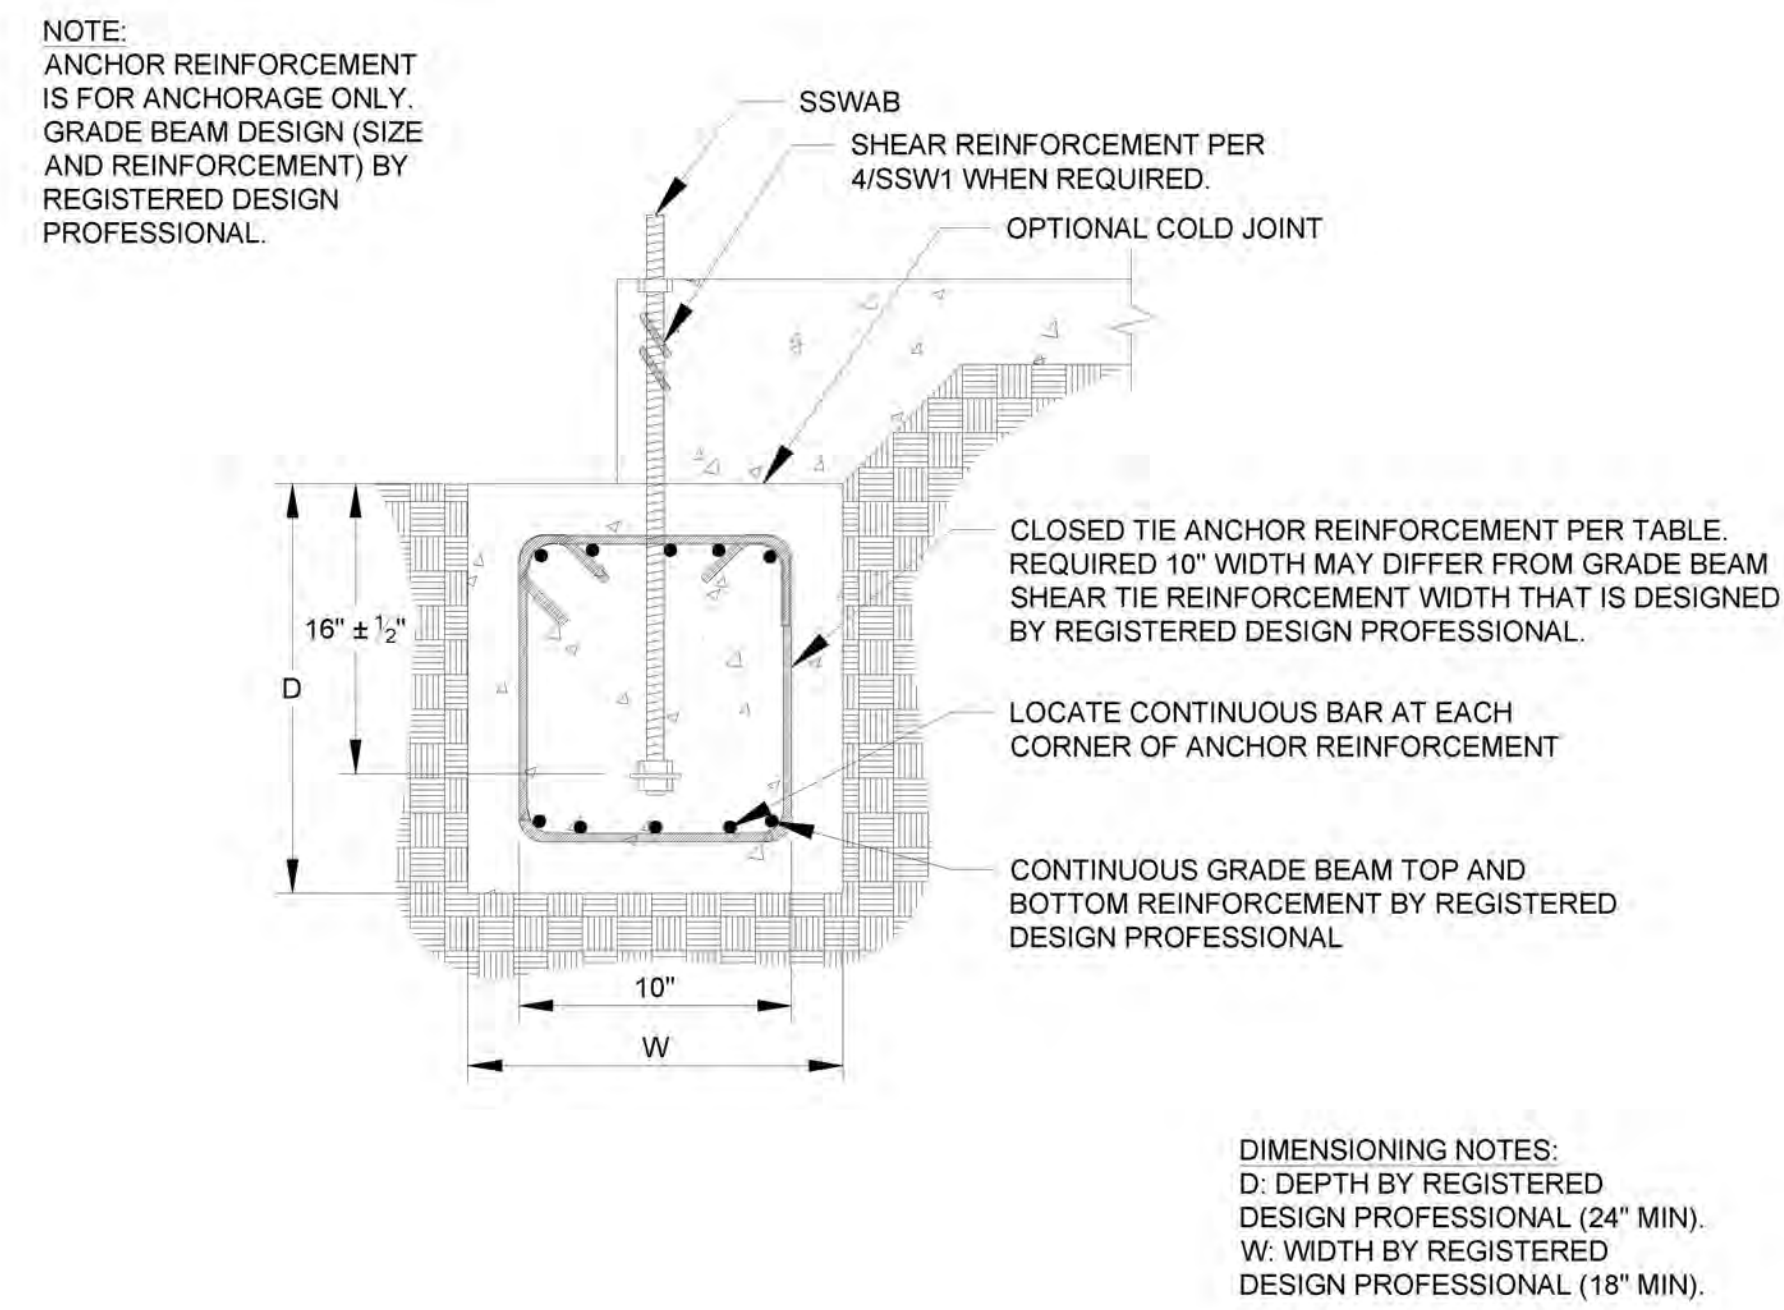 NOTE:
ANCHOR REINFORCEMENT
IS FOR ANCHORAGE ONLY.
GRADE BEAM DESIGN (SIZE
AND REINFORCEMENT) BY
REGISTERED DESIGN
PROFESSIONAL.
SSWAB
SHEAR REINFORCEMENT PER
4/SSW1 WHEN REQUIRED.
OPTIONAL COLD JOINT
CLOSED TIE ANCHOR REINFORCEMENT PER TABLE.
REQUIRED 10" WIDTH MAY DIFFER FROM GRADE BEAM
SHEAR TIE REINFORCEMENT WIDTH THAT IS DESIGNED
BY REGISTERED DESIGN PROFESSIONAL.
16" ± 1/2"
D
LOCATE CONTINUOUS BAR AT EACH
CORNER OF ANCHOR REINFORCEMENT
CONTINUOUS GRADE BEAM TOP AND
BOTTOM REINFORCEMENT BY REGISTERED
DESIGN PROFESSIONAL
10"
W
DIMENSIONING NOTES:
D: DEPTH BY REGISTERED
DESIGN PROFESSIONAL (24" MIN).
W: WIDTH BY REGISTERED
DESIGN PROFESSIONAL (18" MIN).